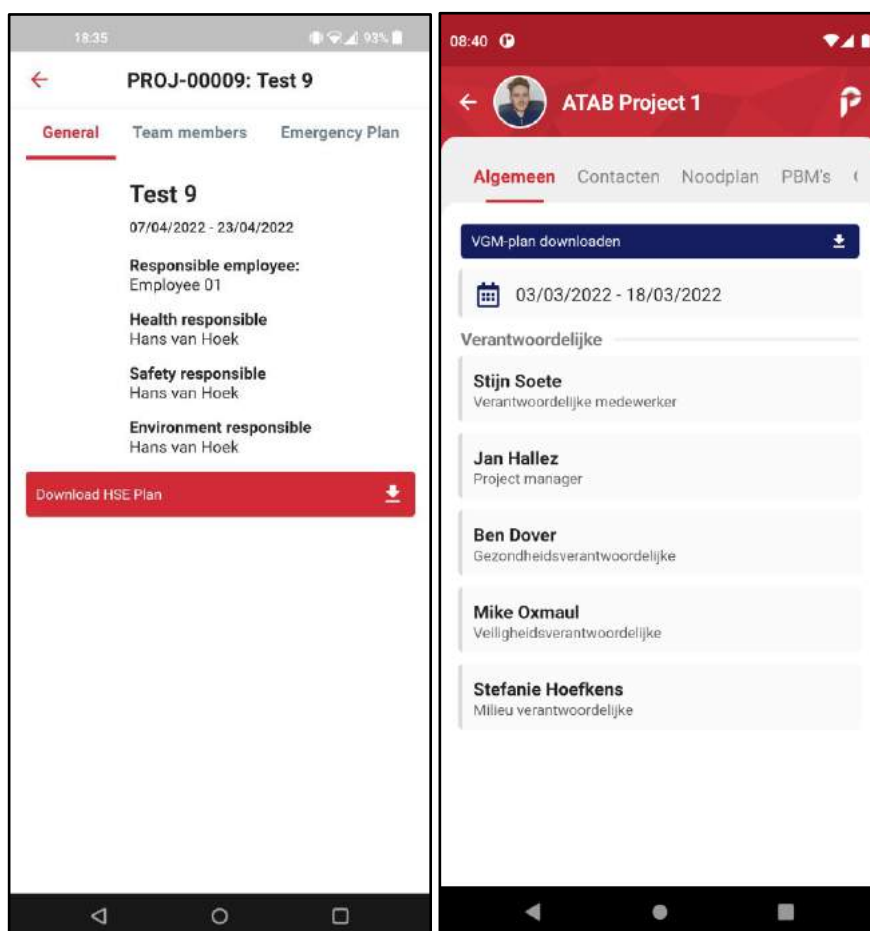 18:35
93%
PROJ-00009: Test 9
General Team members Emergency Plan
Test 9
07/04/2022 - 23/04/2022
Responsible employee:
Employee 01
Health responsible
Hans van Hoek
Safety responsible
Hans van Hoek
Environment responsible
Hans van Hoek
Download HSE Plan
08:40
ATAB Project 1
Algemeen Contacten Noodplan PBM's
VGM-plan downloaden
03/03/2022 - 18/03/2022
Verantwoordelijke
Stijn Soete
Verantwoordelijke medewerker
Jan Hallez
Project manager
Ben Dover
Gezondheidsverantwoordelijke
Mike Oxmaul
Veiligheidsverantwoordelijke
Stefanie Hoefkens
Milieu verantwoordelijke